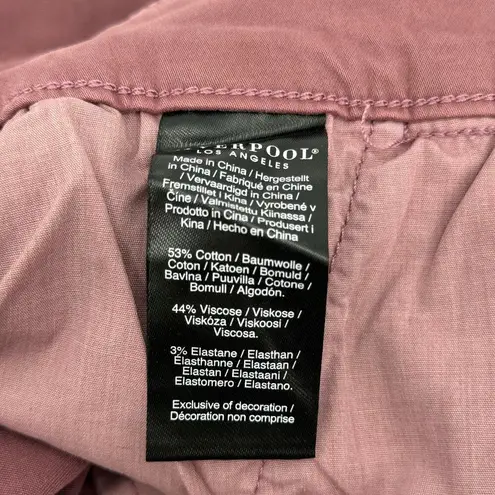 ERPOOL®
LOS ANGELES
Made in China / Hergestellt
in China / Fabriqué en Chine
/ Vervaardigd in China /
Fremstillet i Kina / Vyrobené v
Číne / Valmistettu Kiinassa /
Prodotto in Cina / Produsert i
Kina / Hecho en China
53% Cotton / Baumwolle /
Coton / Katoen / Bomuld /
Bavlna / Puuvilla / Cotone /
Bomull / Algodón.
44% Viscose / Viskose /
Viskóza / Viskoosi /
Viscosa.
3% Elastane / Elasthan /
Élasthanne / Elastaan /
Elastan / Elastaani /
Elastomero / Elastano.
Exclusive of decoration /
Décoration non comprise